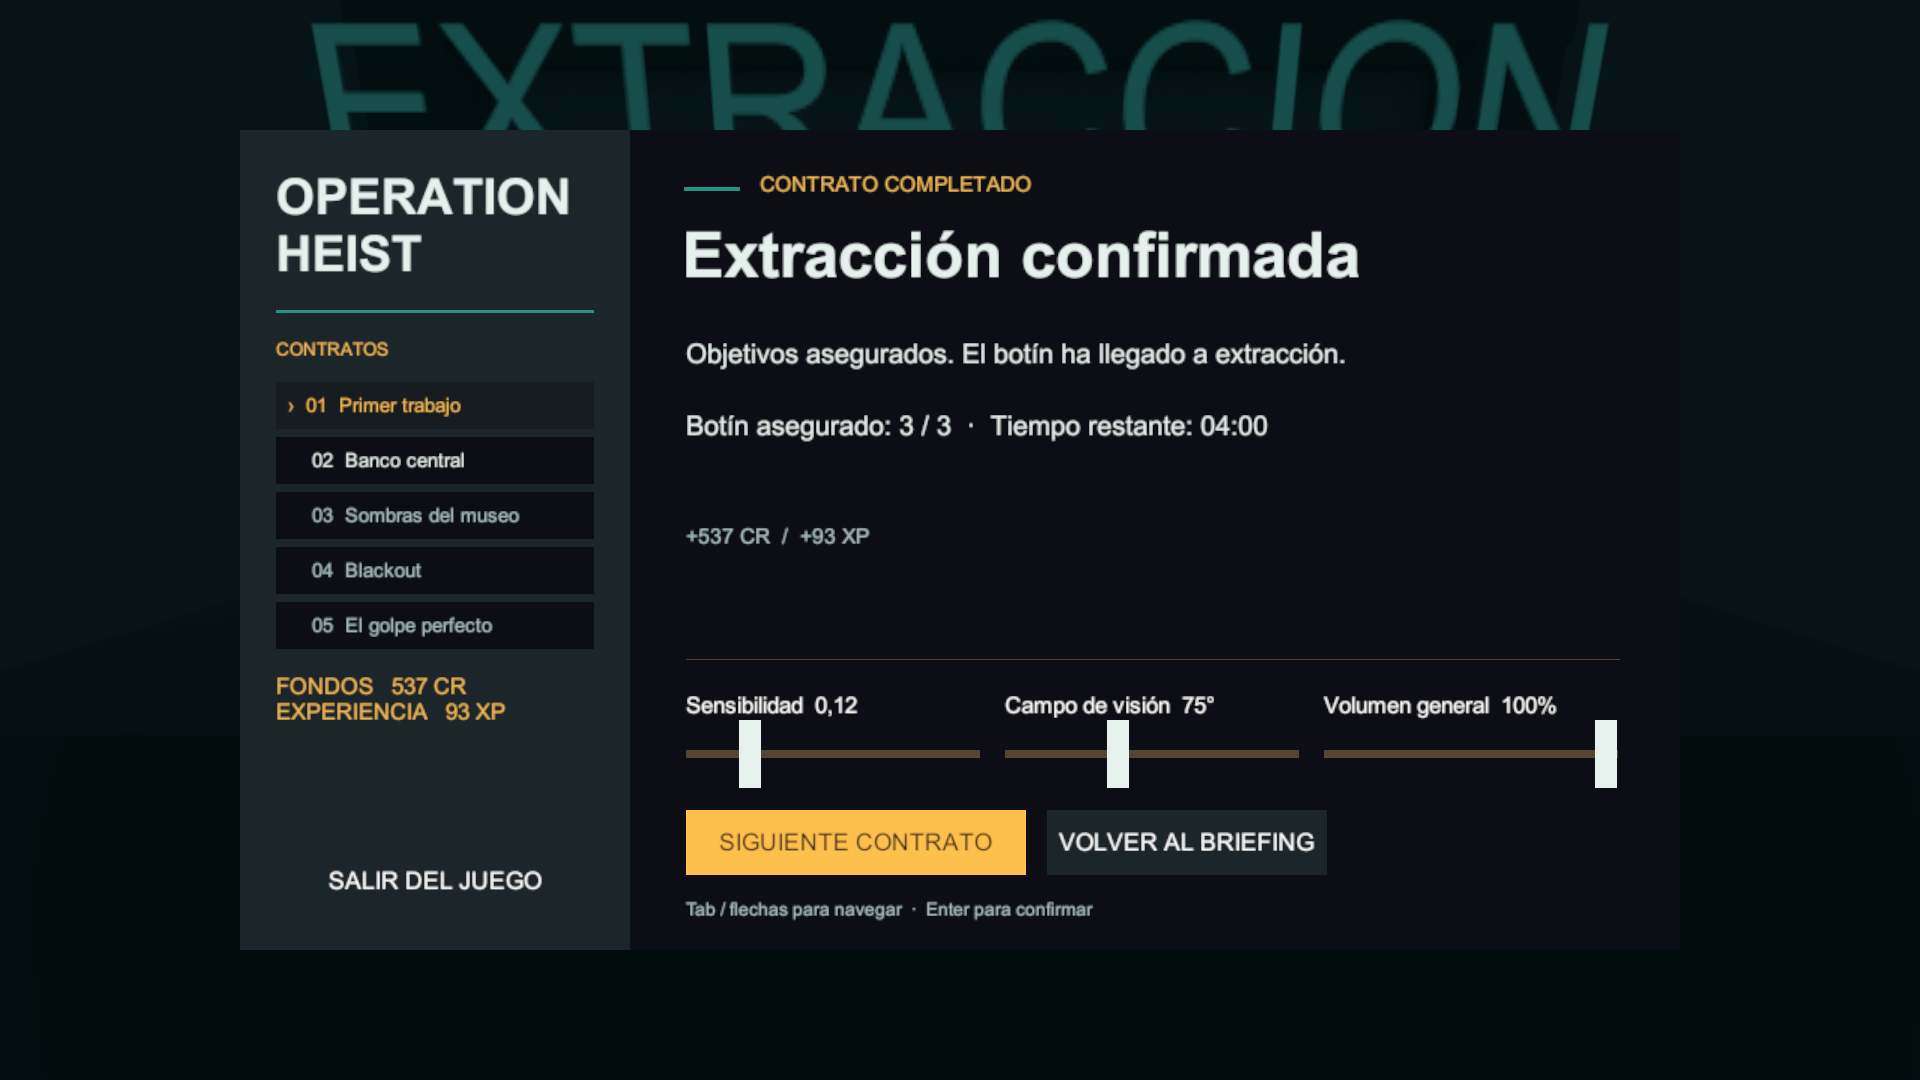 EXTRACCION
OPERATION
HEIST
CONTRATOS
› 01 Primer trabajo
02 Banco central
03 Sombras del museo
04 Blackout
05 El golpe perfecto
FONDOS 537 CR
EXPERIENCIA 93 XP
SALIR DEL JUEGO
CONTRATO COMPLETADO
Extracción confirmada
Objetivos asegurados. El botín ha llegado a extracción.
Botín asegurado: 3 / 3 · Tiempo restante: 04:00
+537 CR / +93 XP
Sensibilidad 0,12
Campo de visión 75°
Volumen general 100%
SIGUIENTE CONTRATO
VOLVER AL BRIEFING
Tab / flechas para navegar · Enter para confirmar